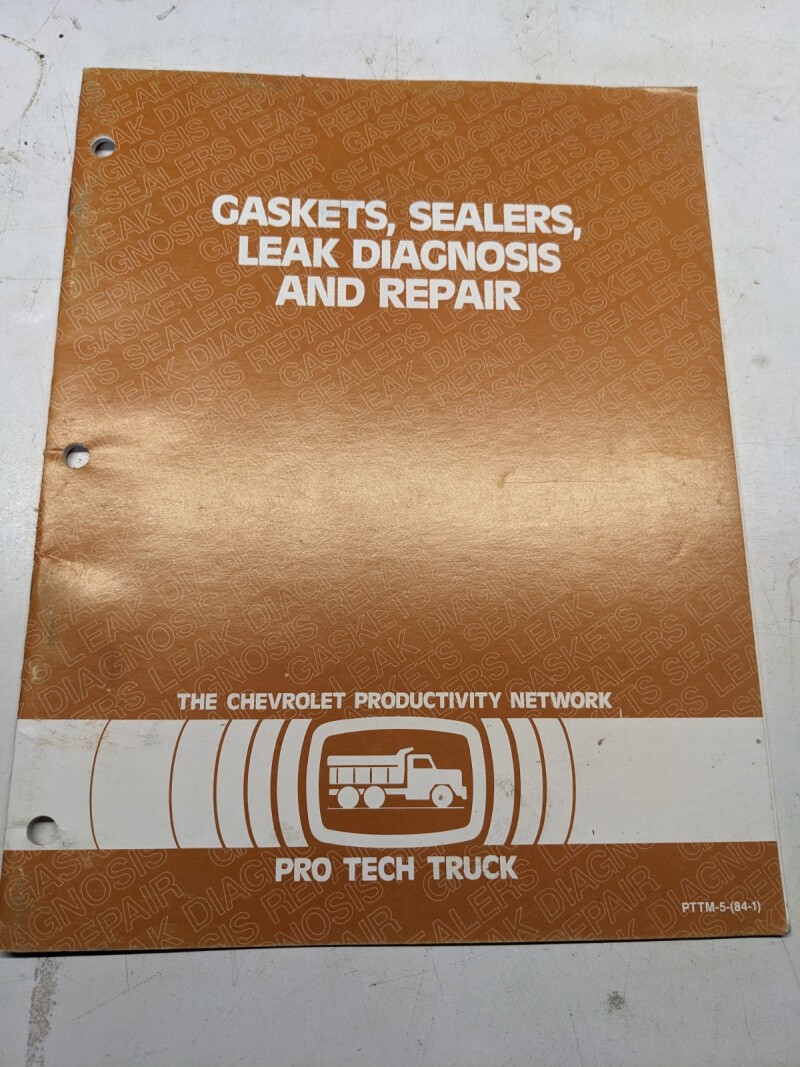 GASKETS, SEALERS,
LEAK DIAGNOSIS
AND REPAIR
THE CHEVROLET PRODUCTIVITY NETWORK
PRO TECH TRUCK
PTTM-5-(84-1)